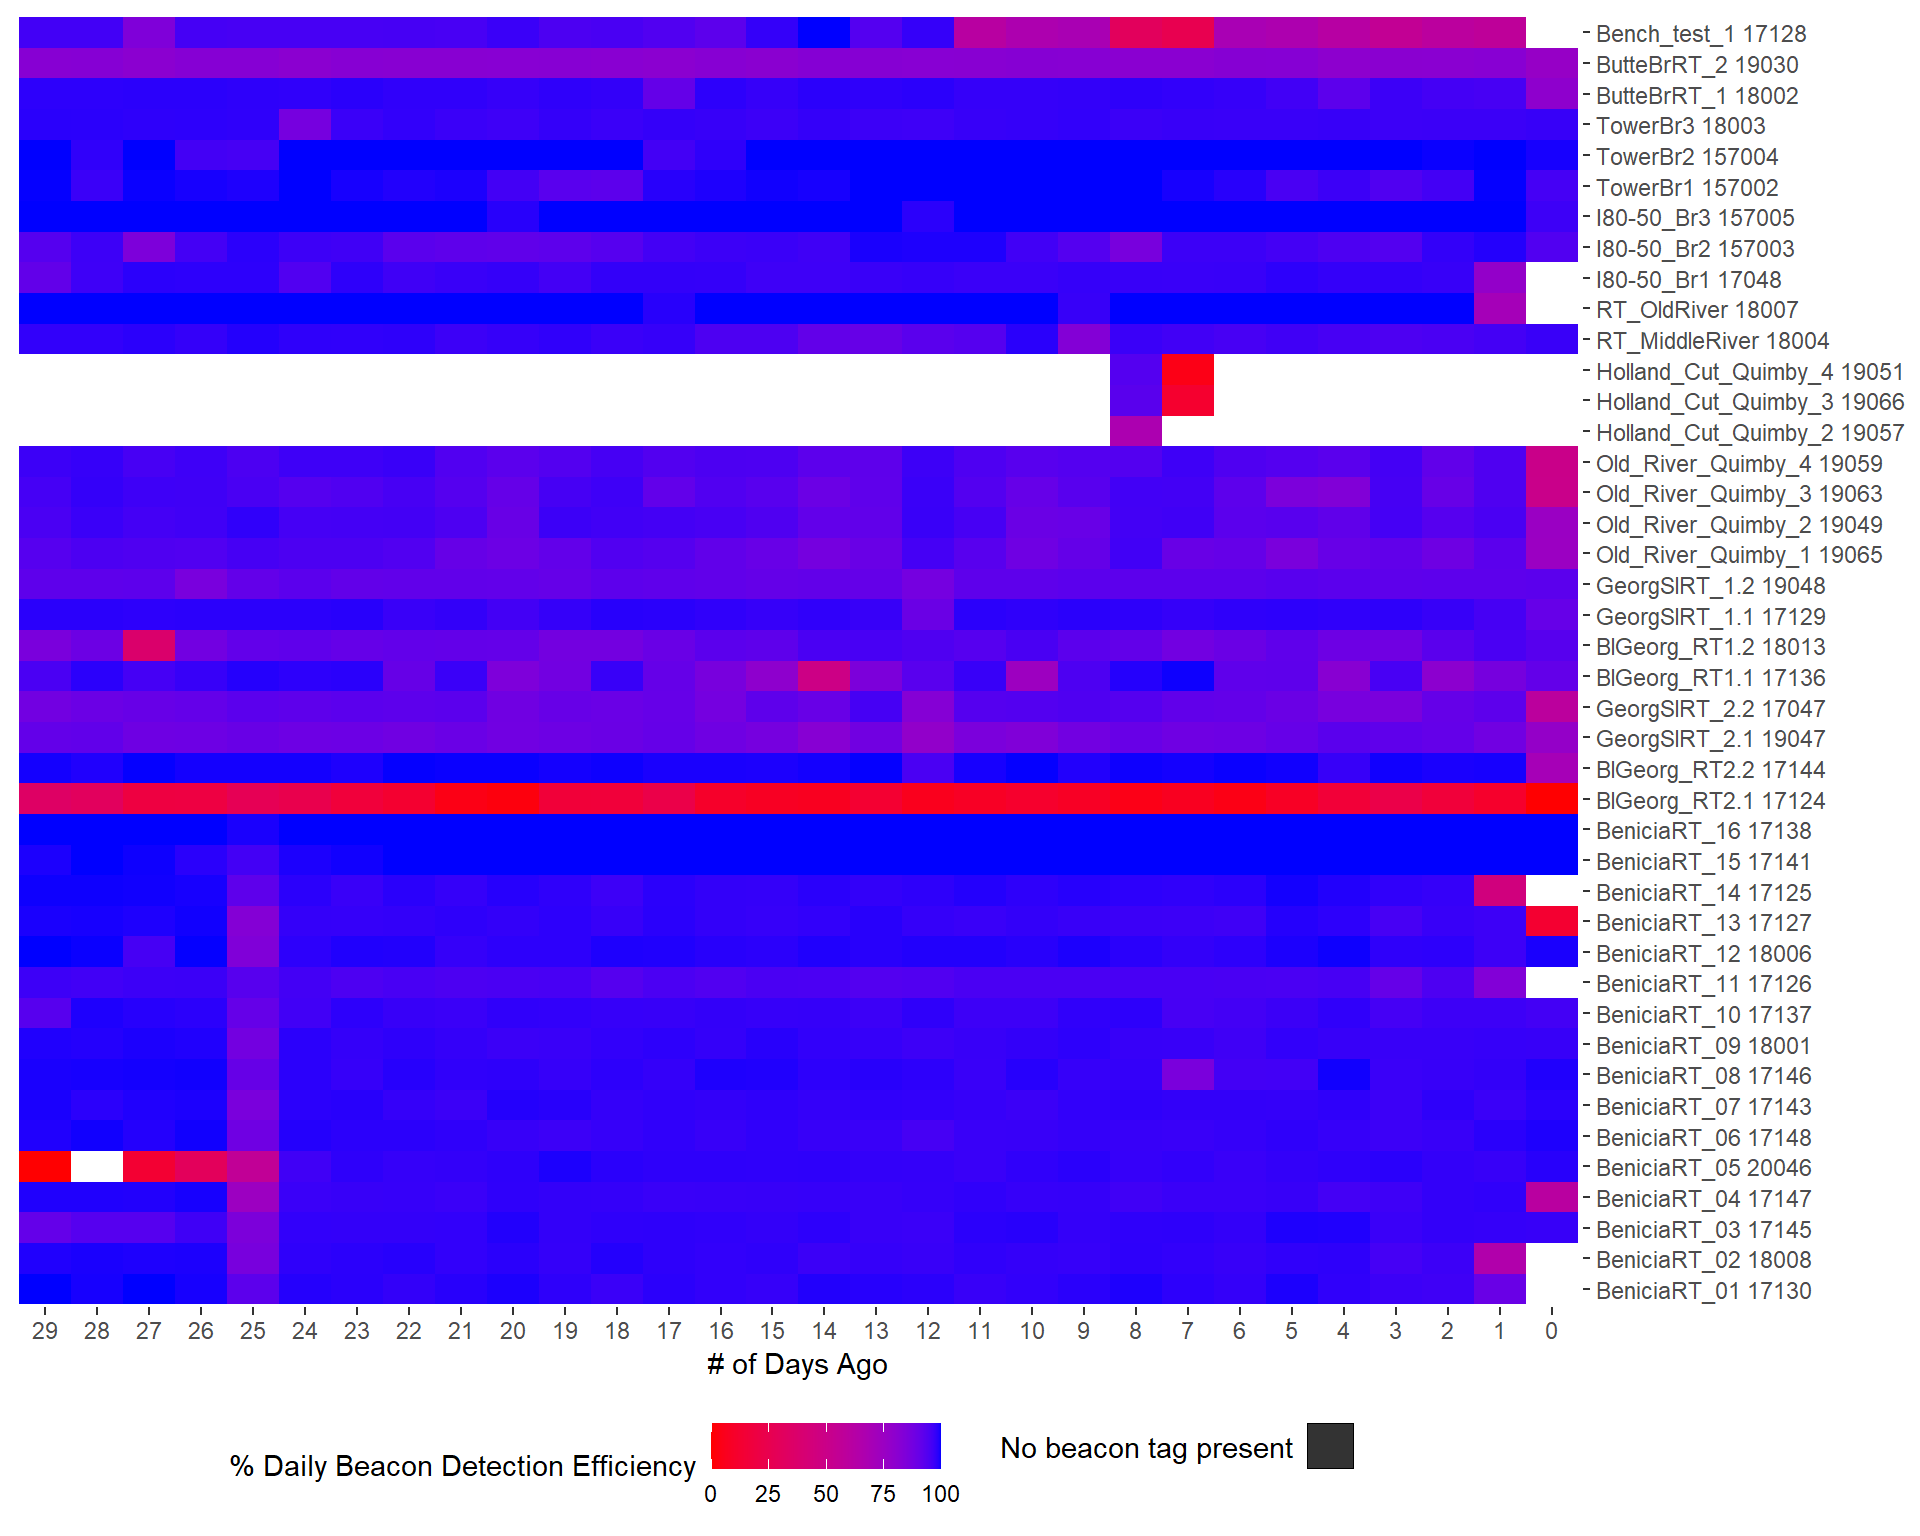 Bench_test_1 17128
ButteBrRT_2 19030
ButteBrRT_1 18002
TowerBr3 18003
TowerBr2 157004
TowerBr1 157002
I80-50_Br3 157005
I80-50_Br2 157003
I80-50_Br1 17048
RT_OldRiver 18007
RT_MiddleRiver 18004
Holland_Cut_Quimby_4 19051
Holland_Cut_Quimby_3 19066
Holland_Cut_Quimby_2 19057
Old_River_Quimby_4 19059
Old_River_Quimby_3 19063
Old_River_Quimby_2 19049
Old_River_Quimby_1 19065
GeorgSlRT_1.2 19048
GeorgSlRT_1.1 17129
BlGeorg_RT1.2 18013
BlGeorg_RT1.1 17136
GeorgSlRT_2.2 17047
GeorgSlRT_2.1 19047
BlGeorg_RT2.2 17144
BlGeorg_RT2.1 17124
BeniciaRT_16 17138
BeniciaRT_15 17141
BeniciaRT_14 17125
BeniciaRT_13 17127
BeniciaRT_12 18006
BeniciaRT_11 17126
BeniciaRT_10 17137
BeniciaRT_09 18001
BeniciaRT_08 17146
BeniciaRT_07 17143
BeniciaRT_06 17148
BeniciaRT_05 20046
BeniciaRT_04 17147
BeniciaRT_03 17145
BeniciaRT_02 18008
BeniciaRT_01 17130
29 28 27 26 25 24 23 22 21 20 19 18 17 16 15 14 13 12 11 10 9 8 7 6 5 4 3 2 1 0
# of Days Ago
% Daily Beacon Detection Efficiency
0 25 50 75 100
No beacon tag present